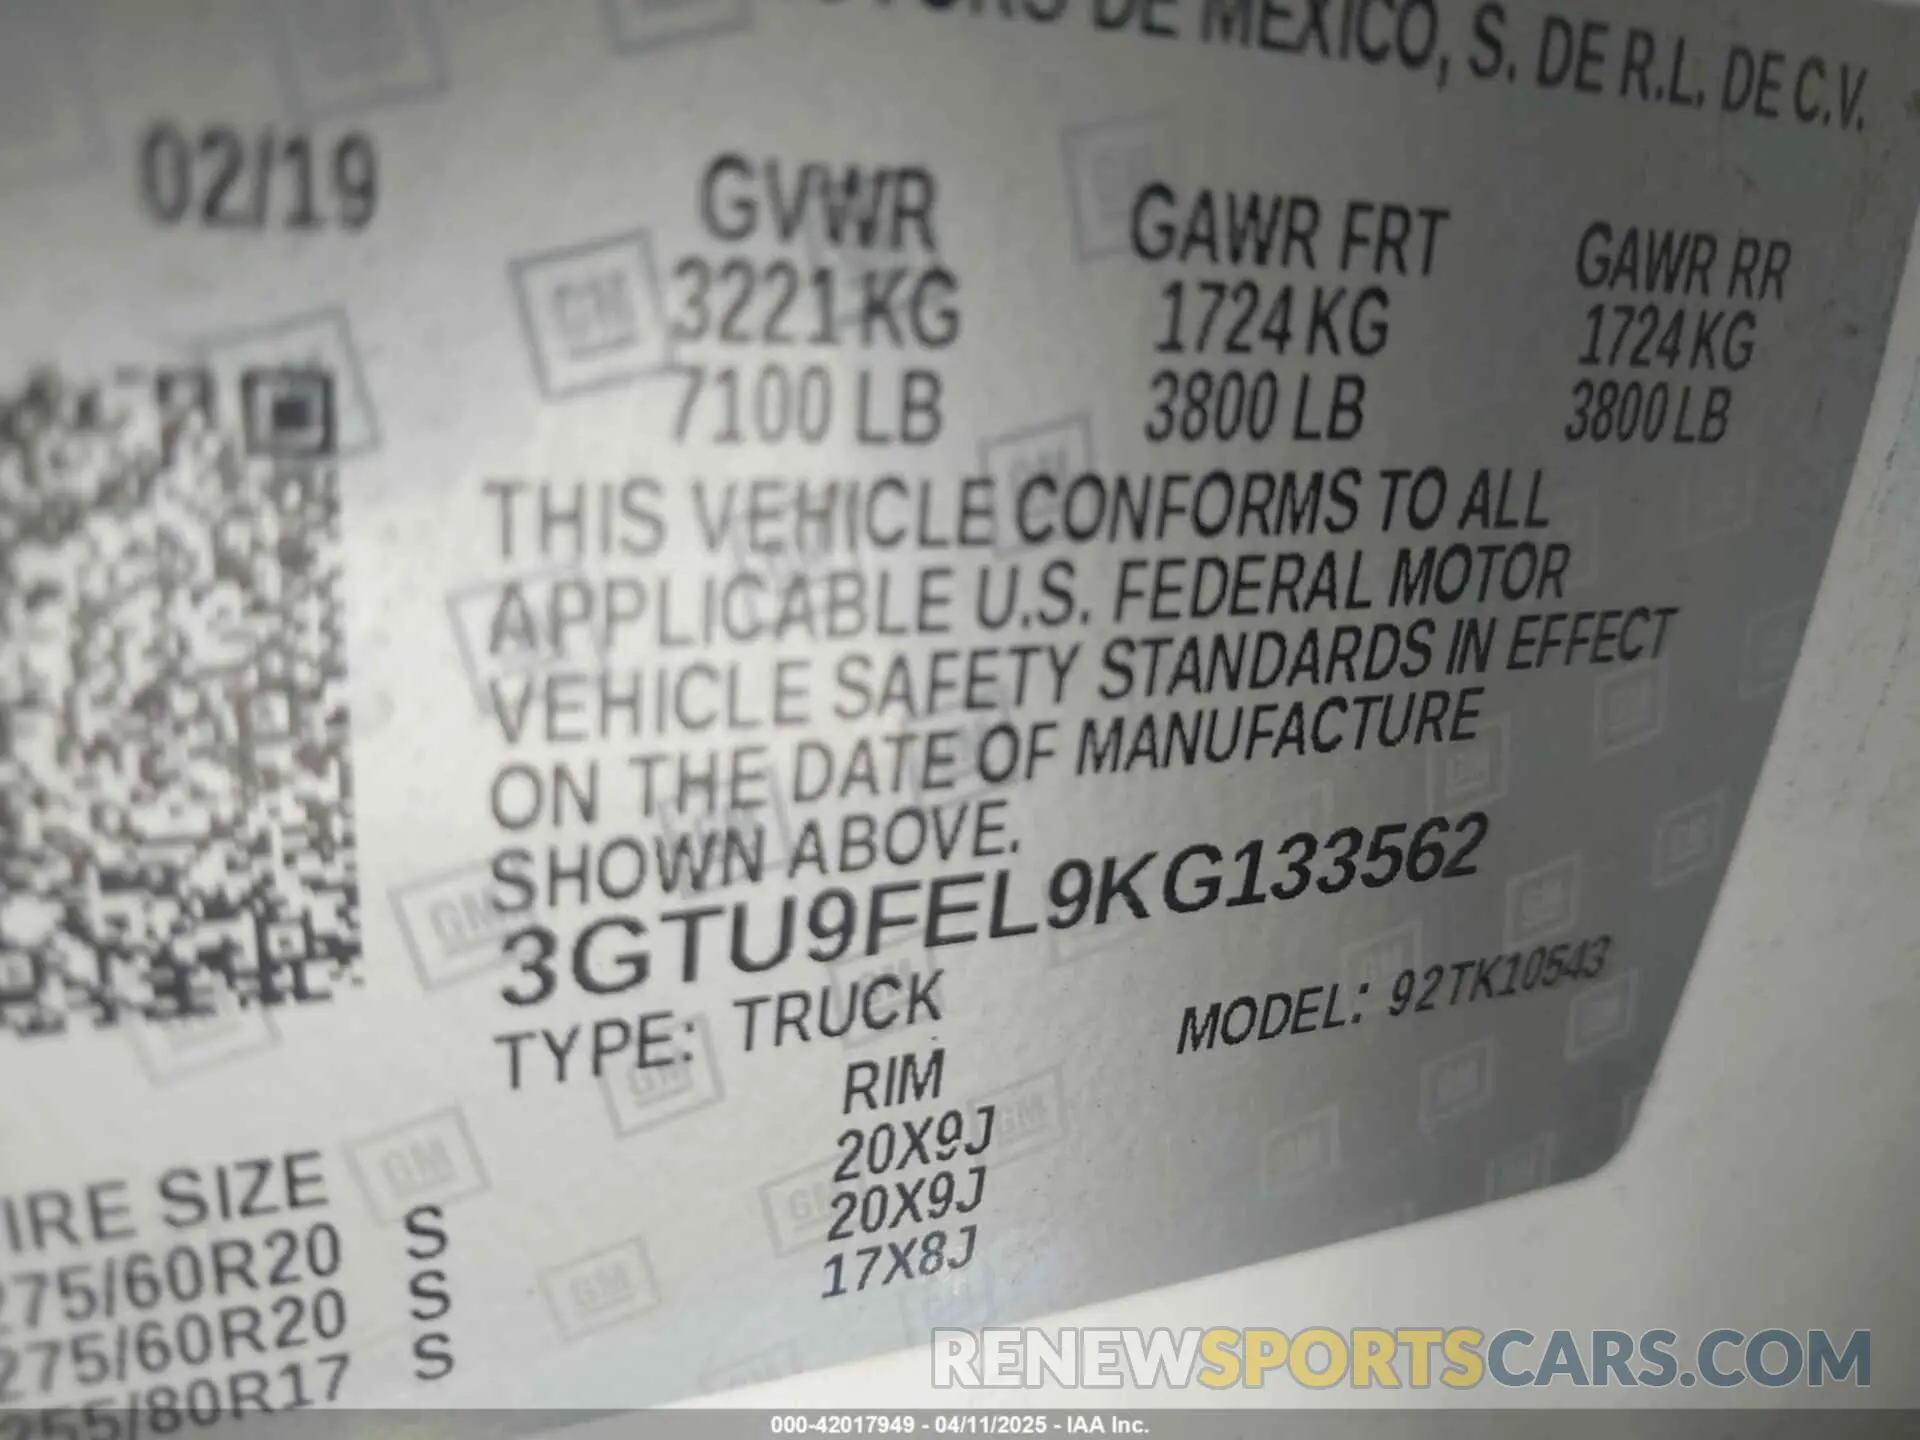 MOTORS DE MEXICO, S. DE R.L. DE C.V.
02/19 GVWR GAWR FRT GAWR RR
3221 KG 1724 KG 1724 KG
7100 LB 3800 LB 3800 LB
THIS VEHICLE CONFORMS TO ALL
APPLICABLE U.S. FEDERAL MOTOR
VEHICLE SAFETY STANDARDS IN EFFECT
ON THE DATE OF MANUFACTURE
SHOWN ABOVE.
3GTU9FEL9KG133562
TYPE: TRUCK MODEL: 92TK10543
IRE SIZE RIM
275/60R20 S 20X9J
275/60R20 S 20X9J
255/80R17 S 17X8J
RENEWSPORTSCARS.COM
000-42017949 - 04/11/2025 - IAA Inc.